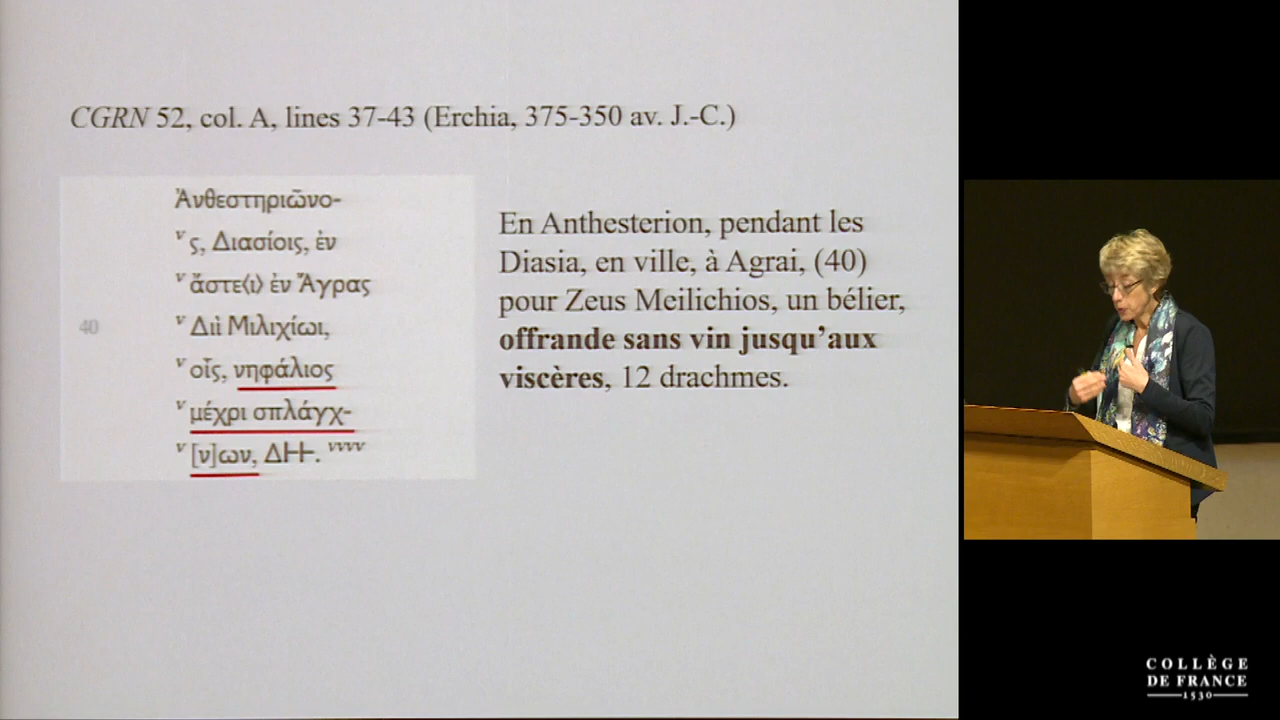 CGRN 52, col. A, lines 37-43 (Erchia, 375-350 av. J.-C.)
Ἀνθεστηριῶνο-
v ς, Διασίοις, ἐν
v ἄστε⟨ι⟩ ἐν Ἄγρας
40 v Διὶ Μιλιχίωι,
v οἶς, νηφάλιος
v μέχρι σπλάγχ-
v [ν]ων, Δ𐅂𐅂. vvvv
En Anthesterion, pendant les
Diasia, en ville, à Agrai, (40)
pour Zeus Meilichios, un bélier,
offrande sans vin jusqu’aux
viscères, 12 drachmes.
COLLÈGE
DE FRANCE
1530